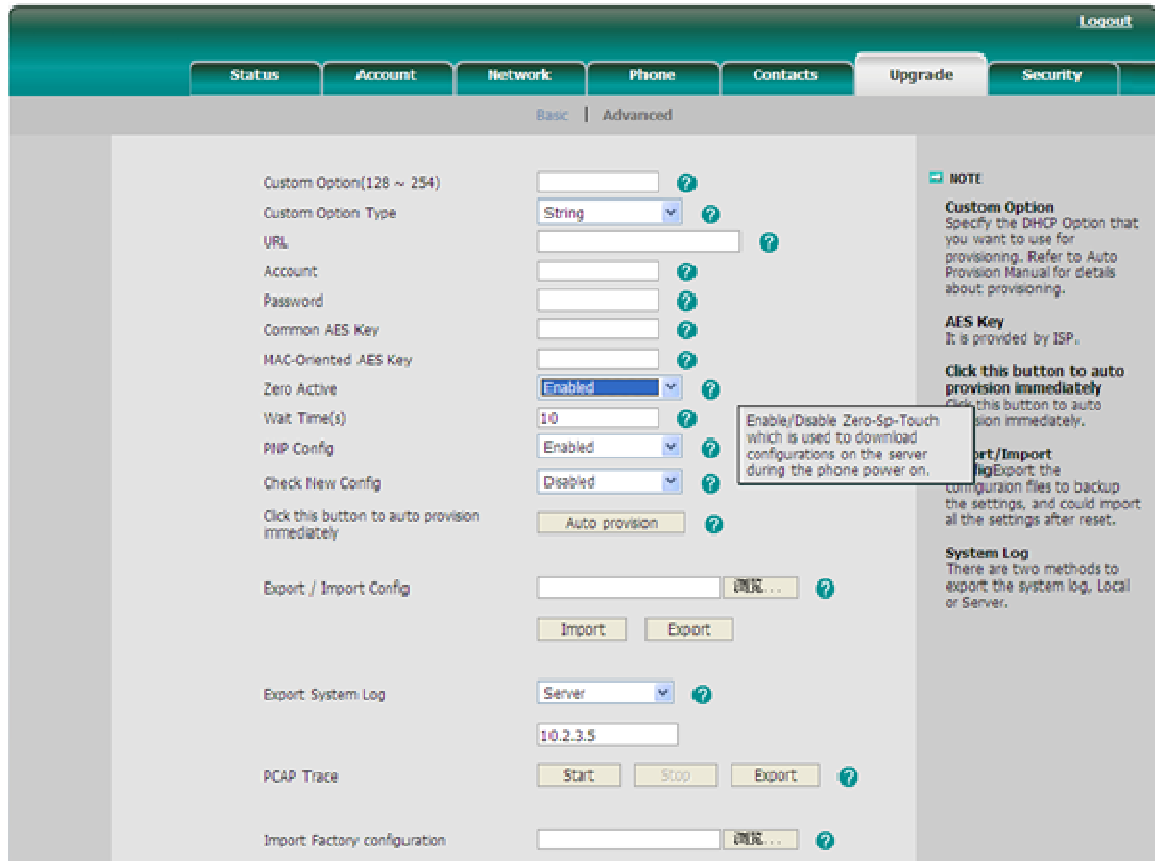 Logout
Status Account Network Phone Contacts Upgrade Security
Basic | Advanced
Custom Option(128 ~ 254)
Custom Option Type String
URL
Account
Password
Common AES Key
MAC-Oriented AES Key
Zero Active Enabled
Wait Time(s) 10
PNP Config Enabled
Check New Config Disabled
Click this button to auto provision
immediately
Auto provision
Export / Import Config 浏览...
Import Export
Export System Log Server
10.2.3.5
PCAP Trace Start Stop Export
Import Factory configuration 浏览...
Enable/Disable Zero-Sp-Touch
which is used to download
configurations on the server
during the phone power on.
NOTE
Custom Option
Specify the DHCP Option that
you want to use for
provisioning. Refer to Auto
Provision Manual for details
about provisioning.
AES Key
It is provided by ISP.
Click this button to auto
provision immediately
Click this button to auto
sion immediately.
ort/Import
igExport the
configuraion files to backup
the settings, and could import
al the settings after reset.
System Log
There are two methods to
export the system log, Local
or Server.